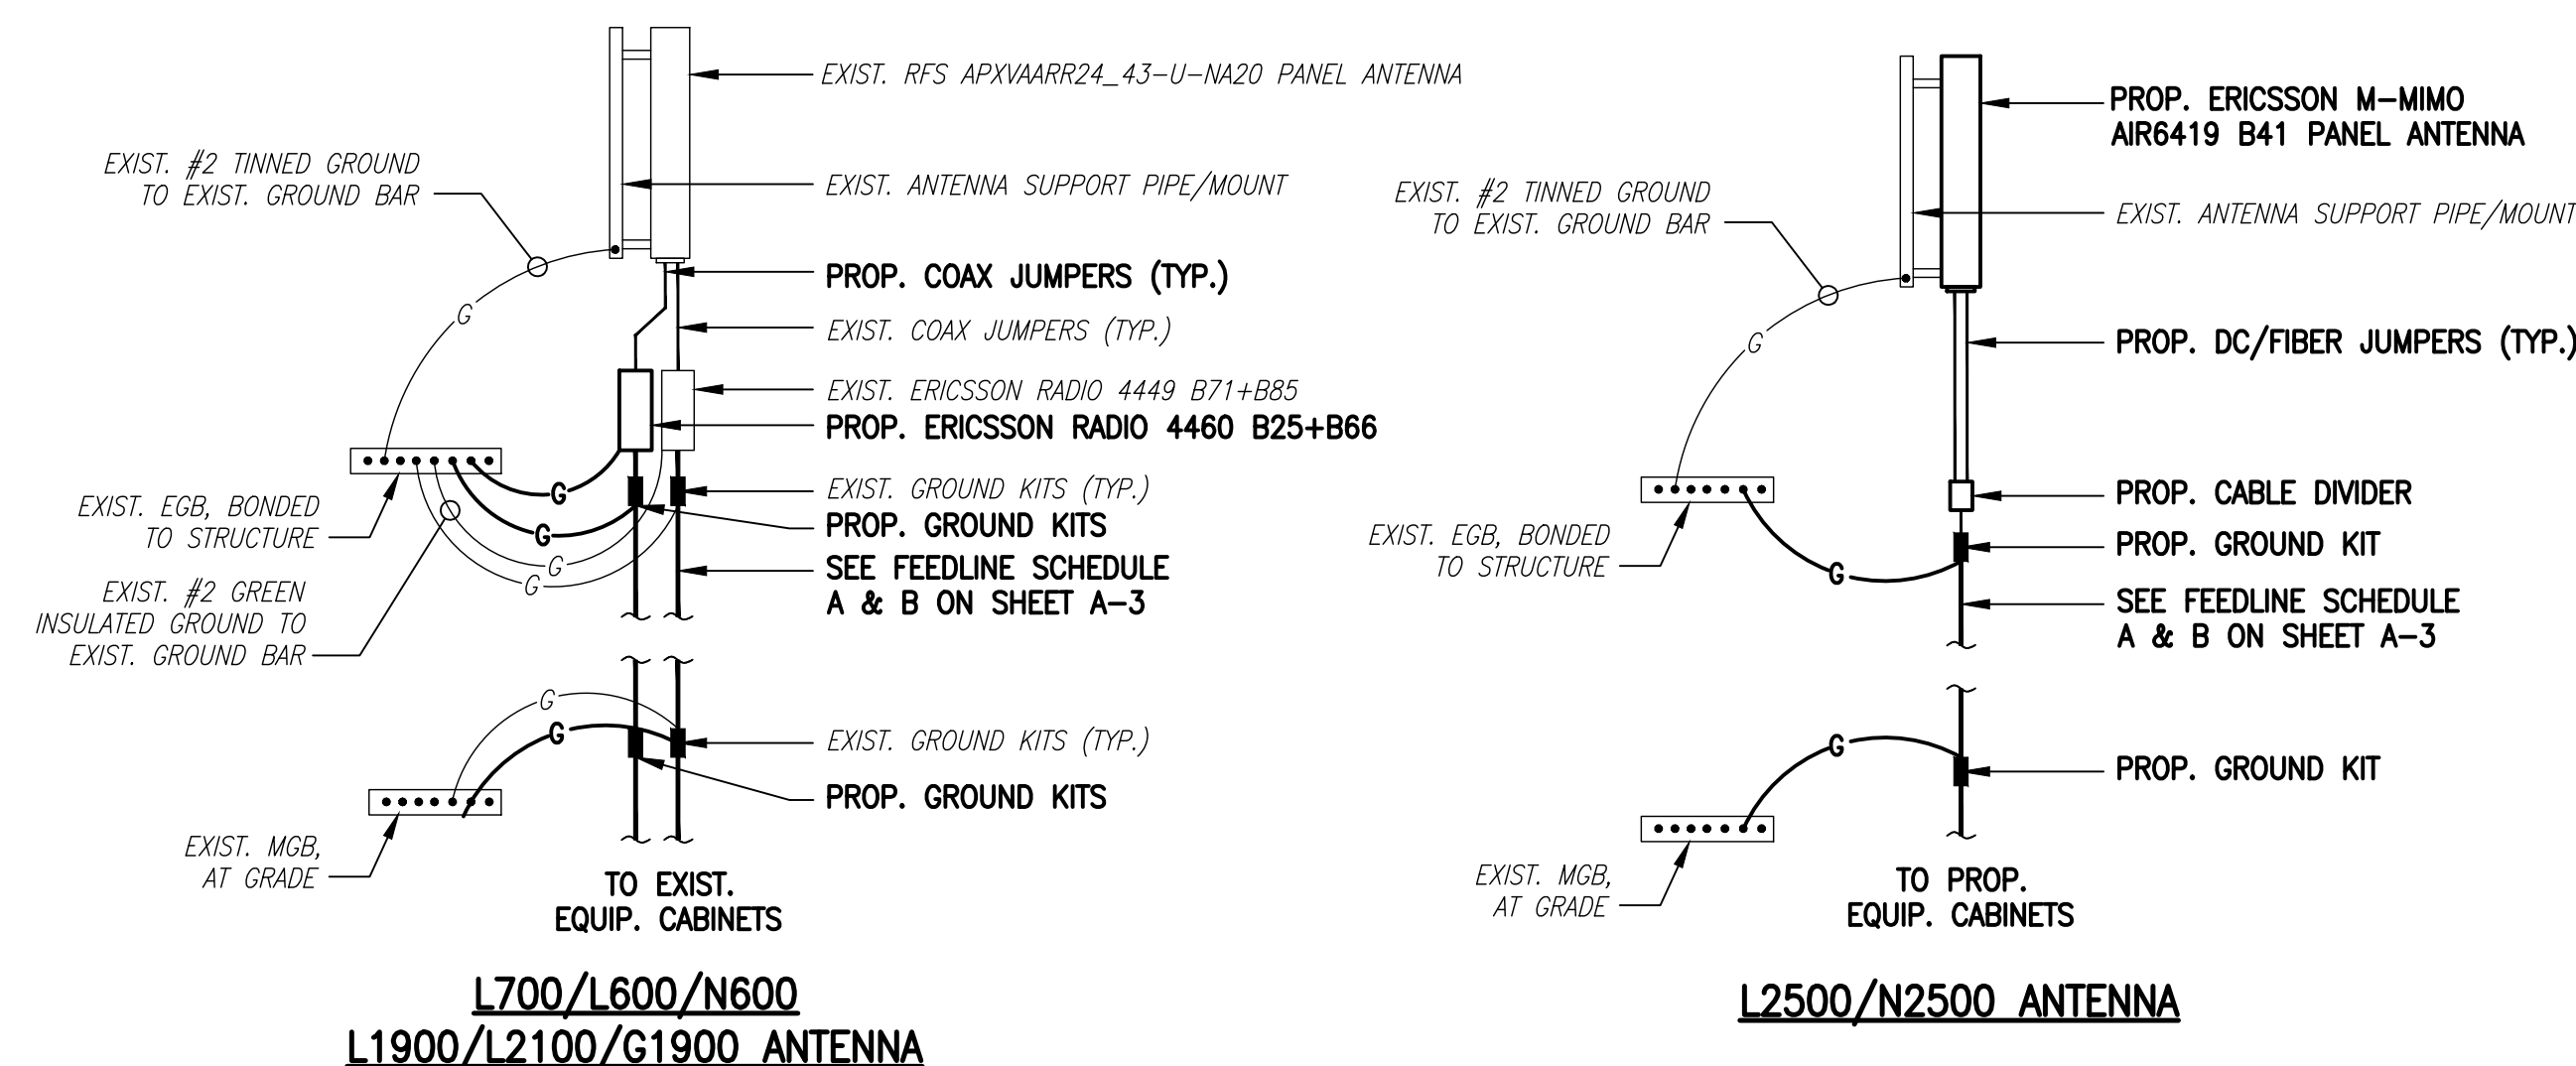 EXIST. RFS APXVAARR24_43-U-NA20 PANEL ANTENNA
EXIST. #2 TINNED GROUND
TO EXIST. GROUND BAR
EXIST. ANTENNA SUPPORT PIPE/MOUNT
PROP. COAX JUMPERS (TYP.)
G
EXIST. COAX JUMPERS (TYP.)
EXIST. ERICSSON RADIO 4449 B71+B85
PROP. ERICSSON RADIO 4460 B25+B66
EXIST. EGB, BONDED
TO STRUCTURE
G
G
G
G
EXIST. GROUND KITS (TYP.)
PROP. GROUND KITS
SEE FEEDLINE SCHEDULE
A & B ON SHEET A-3
EXIST. #2 GREEN
INSULATED GROUND TO
EXIST. GROUND BAR
G
G
EXIST. GROUND KITS (TYP.)
PROP. GROUND KITS
EXIST. MGB,
AT GRADE
TO EXIST.
EQUIP. CABINETS
L700/L600/N600
L1900/L2100/G1900 ANTENNA
PROP. ERICSSON M-MIMO
AIR6419 B41 PANEL ANTENNA
EXIST. #2 TINNED GROUND
TO EXIST. GROUND BAR
EXIST. ANTENNA SUPPORT PIPE/MOUNT
G
PROP. DC/FIBER JUMPERS (TYP.)
PROP. CABLE DIVIDER
EXIST. EGB, BONDED
TO STRUCTURE
PROP. GROUND KIT
G
SEE FEEDLINE SCHEDULE
A & B ON SHEET A-3
G
PROP. GROUND KIT
EXIST. MGB,
AT GRADE
TO PROP.
EQUIP. CABINETS
L2500/N2500 ANTENNA